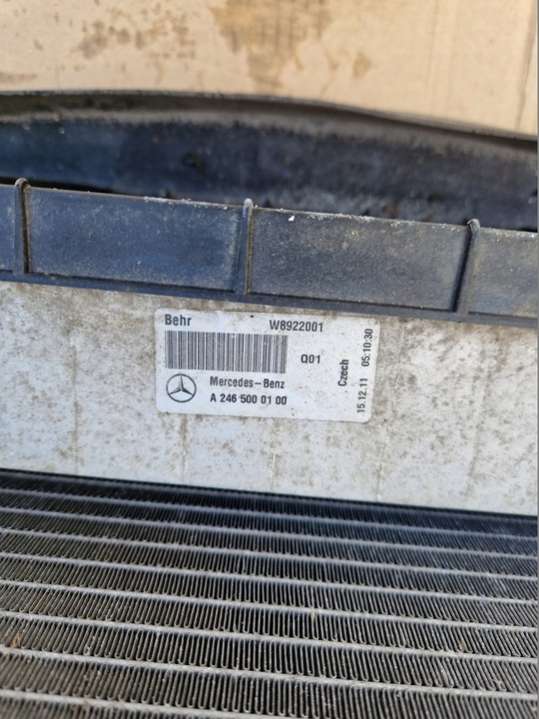 Behr W8922001
Q01
Mercedes-Benz
A 246 500 01 00
Czech
15.12.11 05:10:30